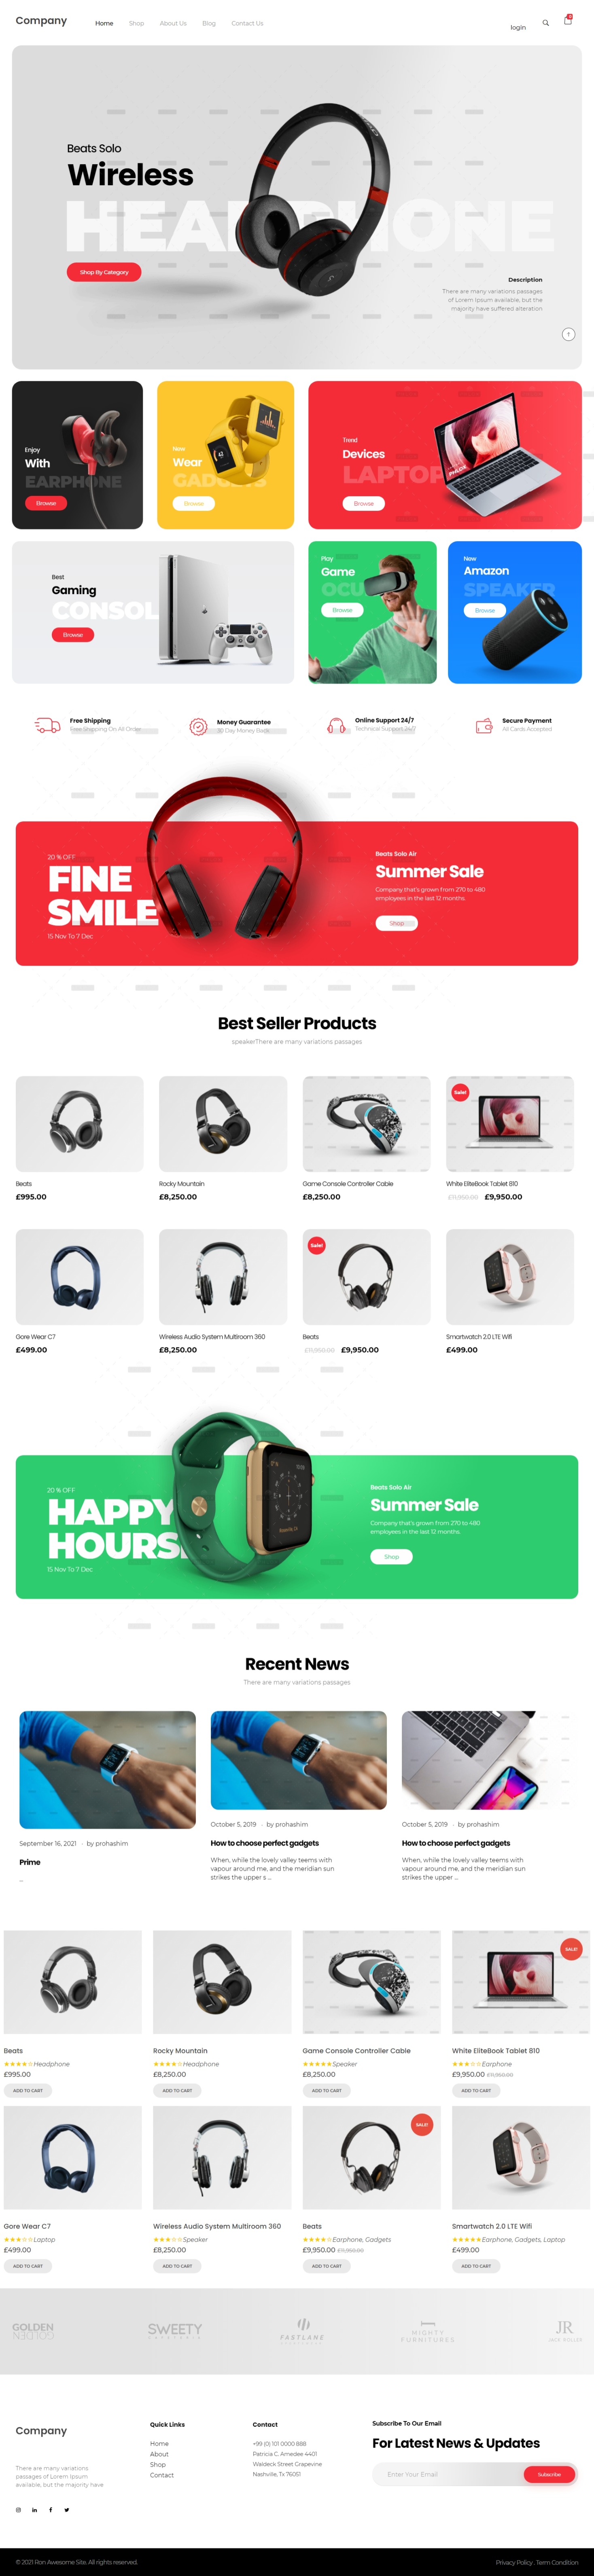 Company
Home
Shop
About Us
Blog
Contact Us
login
Beats Solo
Wireless
HEADPHONE
Shop By Category
Description
There are many variations passages
of Lorem Ipsum available, but the
majority have suffered alteration
Enjoy
With
EARPHONE
Browse
New
Wear
GADGETS
Browse
Trend
Devices
LAPTOP
Browse
Best
Gaming
CONSOL
Browse
Play
Game
OCU
Browse
New
Amazon
SPEAKER
Browse
Free Shipping
Free Shipping On All Order
Money Guarantee
30 Day Money Back
Online Support 24/7
Technical Support 24/7
Secure Payment
All Cards Accepted
20 % OFF
FINE
SMILE
15 Nov To 7 Dec
Beats Solo Air
Summer Sale
Company that's grown from 270 to 480
employees in the last 12 months.
Shop
Best Seller Products
speakerThere are many variations passages
Beats
£995.00
Rocky Mountain
£8,250.00
Game Console Controller Cable
£8,250.00
Sale!
White EliteBook Tablet 810
£11,950.00 £9,950.00
Gore Wear C7
£499.00
Wireless Audio System Multiroom 360
£8,250.00
Sale!
Beats
£11,950.00 £9,950.00
Smartwatch 2.0 LTE Wifi
£499.00
20 % OFF
HAPPY
HOURS
15 Nov To 7 Dec
Beats Solo Air
Summer Sale
Company that's grown from 270 to 480
employees in the last 12 months.
Shop
Recent News
There are many variations passages
September 16, 2021 · by prohashim
Prime
...
October 5, 2019 · by prohashim
How to choose perfect gadgets
When, while the lovely valley teems with
vapour around me, and the meridian sun
strikes the upper s ...
October 5, 2019 · by prohashim
How to choose perfect gadgets
When, while the lovely valley teems with
vapour around me, and the meridian sun
strikes the upper ...
Beats
Headphone
£995.00
ADD TO CART
Rocky Mountain
Headphone
£8,250.00
ADD TO CART
Game Console Controller Cable
Speaker
£8,250.00
ADD TO CART
SALE!
White EliteBook Tablet 810
Earphone
£9,950.00 £11,950.00
ADD TO CART
Gore Wear C7
Laptop
£499.00
ADD TO CART
Wireless Audio System Multiroom 360
Speaker
£8,250.00
ADD TO CART
SALE!
Beats
Earphone, Gadgets
£9,950.00 £11,950.00
ADD TO CART
Smartwatch 2.0 LTE Wifi
Earphone, Gadgets, Laptop
£499.00
ADD TO CART
GOLDEN
GOLDEN
SWEETY
FASTLANE
MIGHTY
FURNITURES
JR
Company
There are many variations
passages of Lorem Ipsum
available, but the majority have
Quick Links
Home
About
Shop
Contact
Contact
+99 (0) 101 0000 888
Patricia C. Amedee 4401
Waldeck Street Grapevine
Nashville, Tx 76051
Subscribe To Our Email
For Latest News & Updates
Enter Your Email
Subscribe
© 2021 Ron Awesome Site. All rights reserved.
Privacy Policy . Term Condition